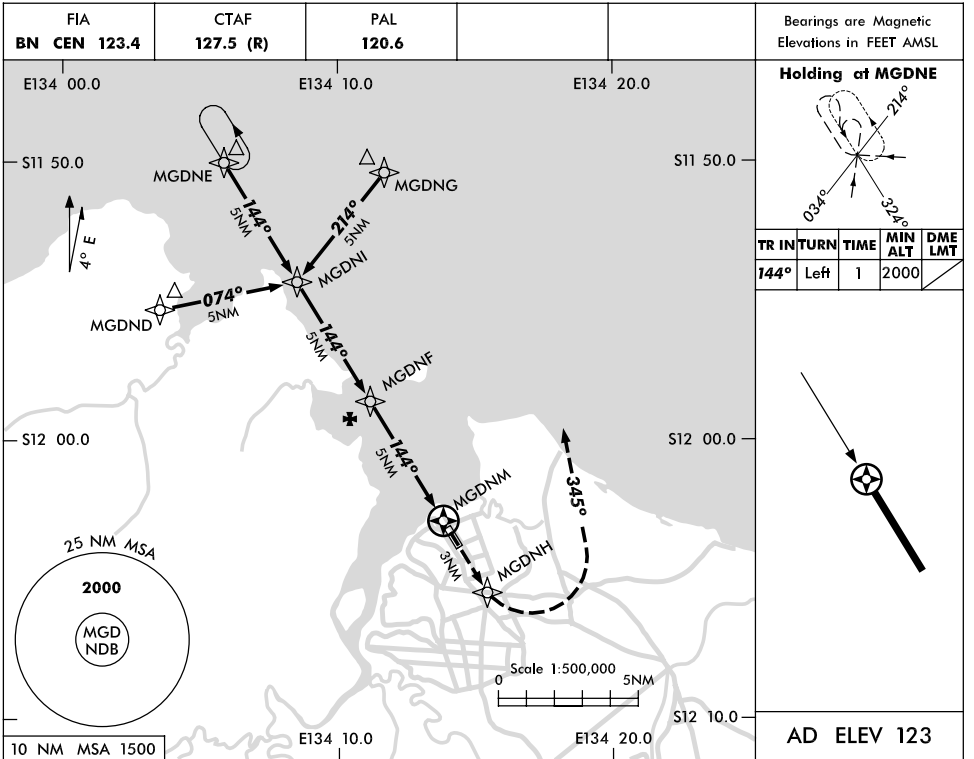 FIA
BN CEN 123.4
CTAF
127.5 (R)
PAL
120.6
Bearings are Magnetic
Elevations in FEET AMSL
E134 00.0
E134 10.0
E134 20.0
Holding at MGDNE
214°
034°
324°
S11 50.0
S11 50.0
MGDNE
MGDNG
144°
5NM
214°
5NM
4° E
MGDNI
TR IN
TURN
TIME
MIN ALT
DME LMT
144°
Left
1
2000
074°
5NM
MGDND
144°
5NM
MGDNF
S12 00.0
S12 00.0
144°
5NM
MGDNM
345°
3NM
MGDNH
25 NM MSA
2000
MGD
NDB
Scale 1:500,000
0
5NM
S12 10.0
10 NM MSA 1500
E134 10.0
E134 20.0
AD ELEV 123